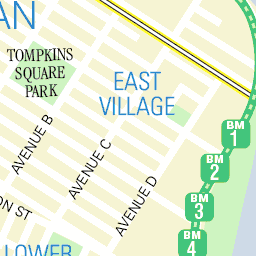 AN
TOMPKINS
SQUARE
PARK
EAST
VILLAGE
AVENUE B
AVENUE C
AVENUE D
BM
1
BM
2
BM
3
BM
4
ON ST
LOWER